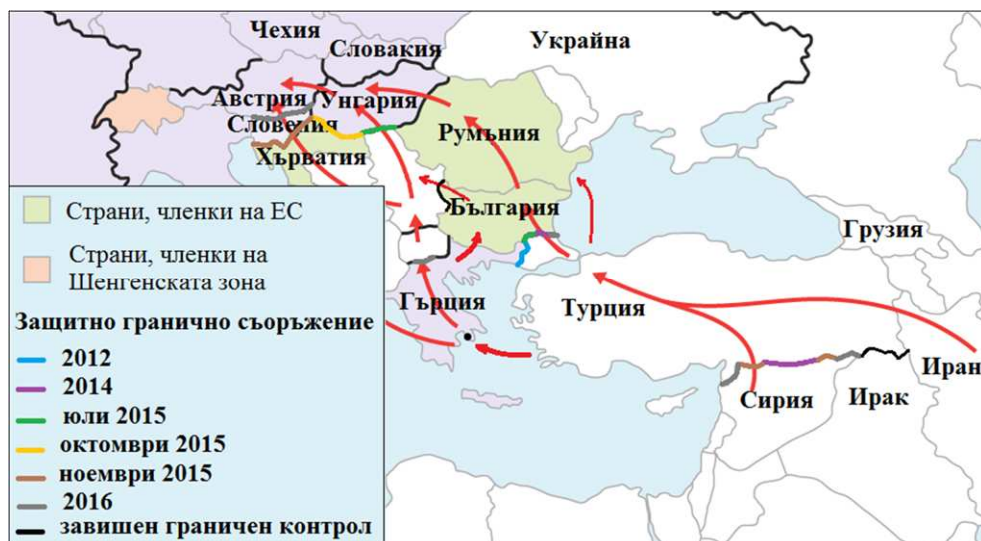 Чехия
Словакия
Украйна
Австрия
Унгария
Словения
Румъния
Хърватия
България
Грузия
Гърция
Турция
Иран
Сирия
Ирак
Страни, членки на ЕС
Страни, членки на
Шенгенската зона
Защитно гранично съоръжение
2012
2014
юли 2015
октомври 2015
ноември 2015
2016
завишен граничен контрол